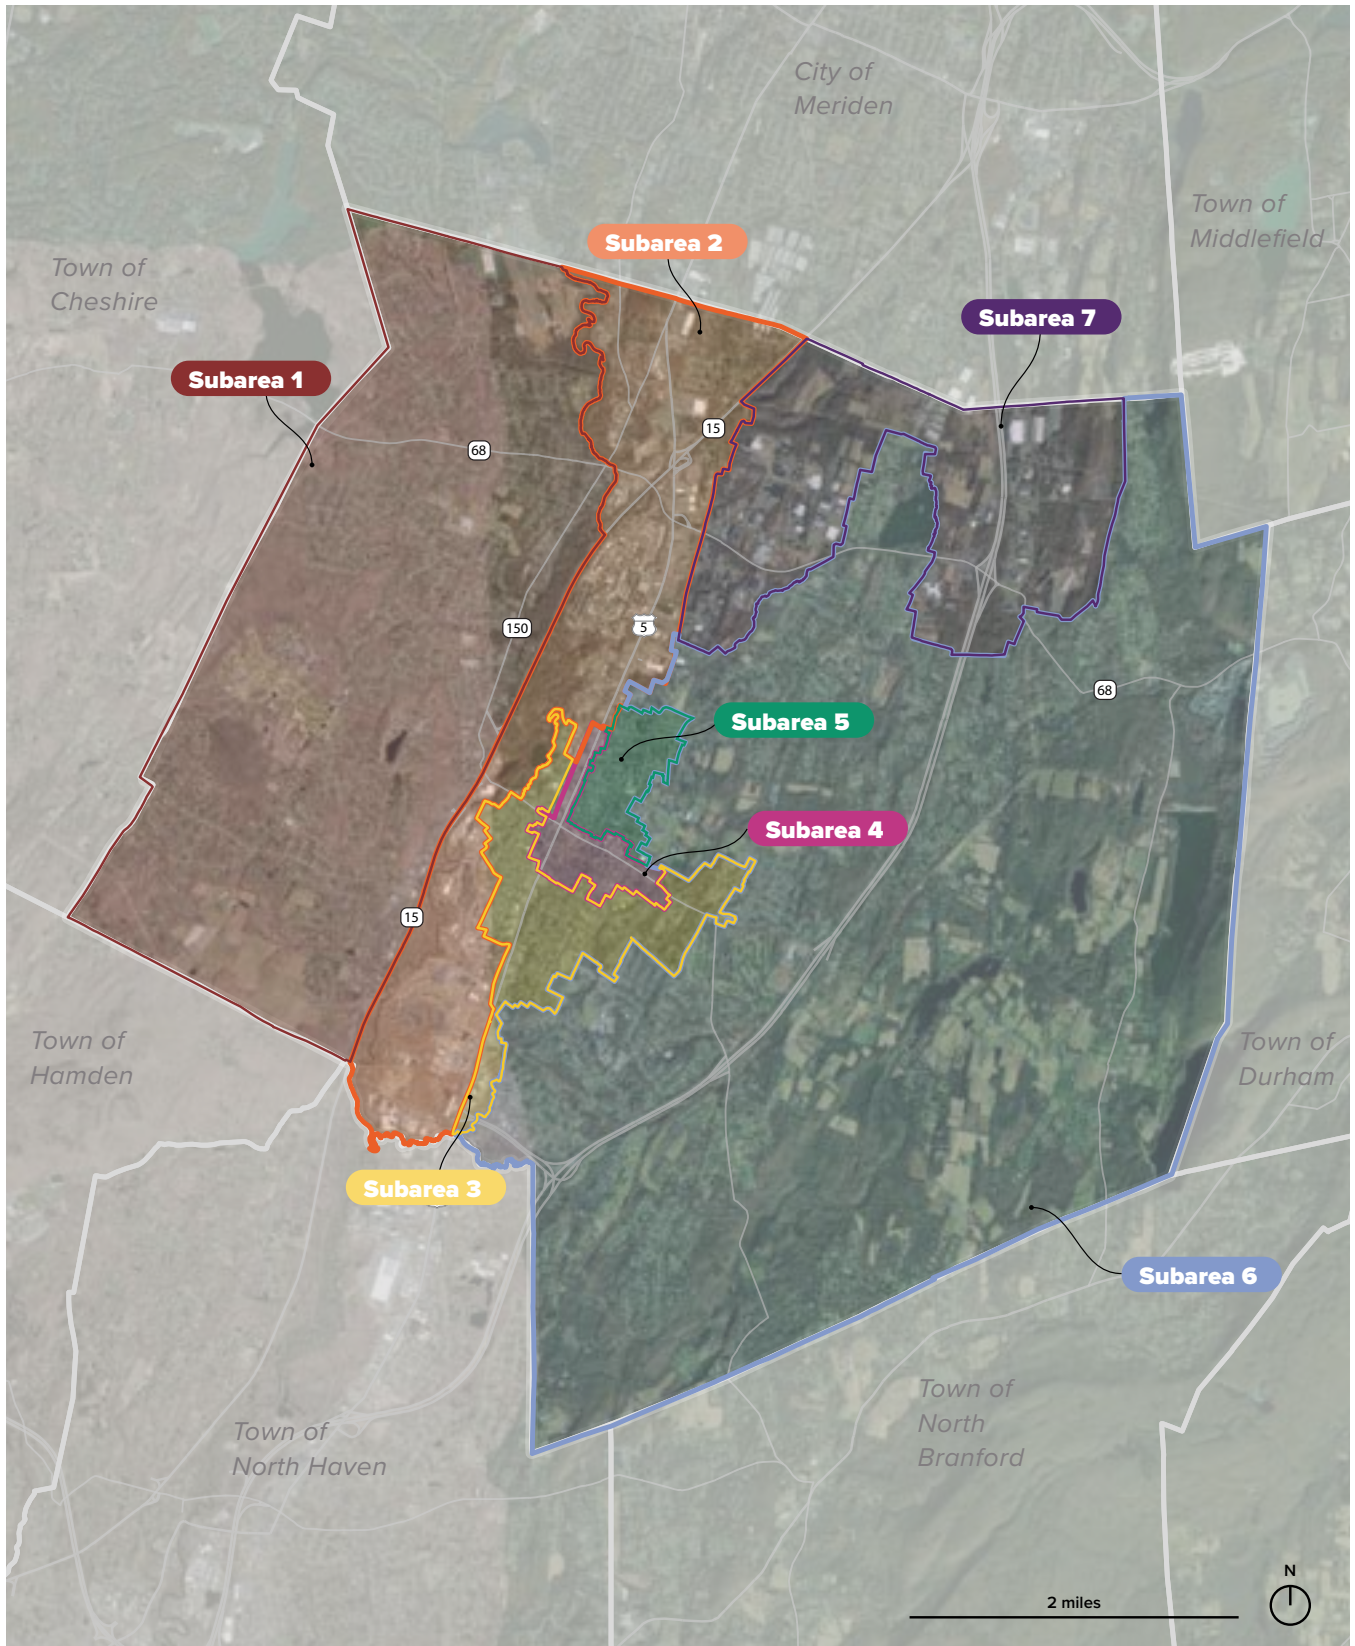 City of
Meriden
Town of
Middlefield
Subarea 2
Town of
Cheshire
Subarea 7
Subarea 1
15
68
150
5
68
Subarea 5
Subarea 4
15
Town of
Hamden
Town of
Durham
Subarea 3
Subarea 6
Town of
North
Branford
Town of
North Haven
N
2 miles